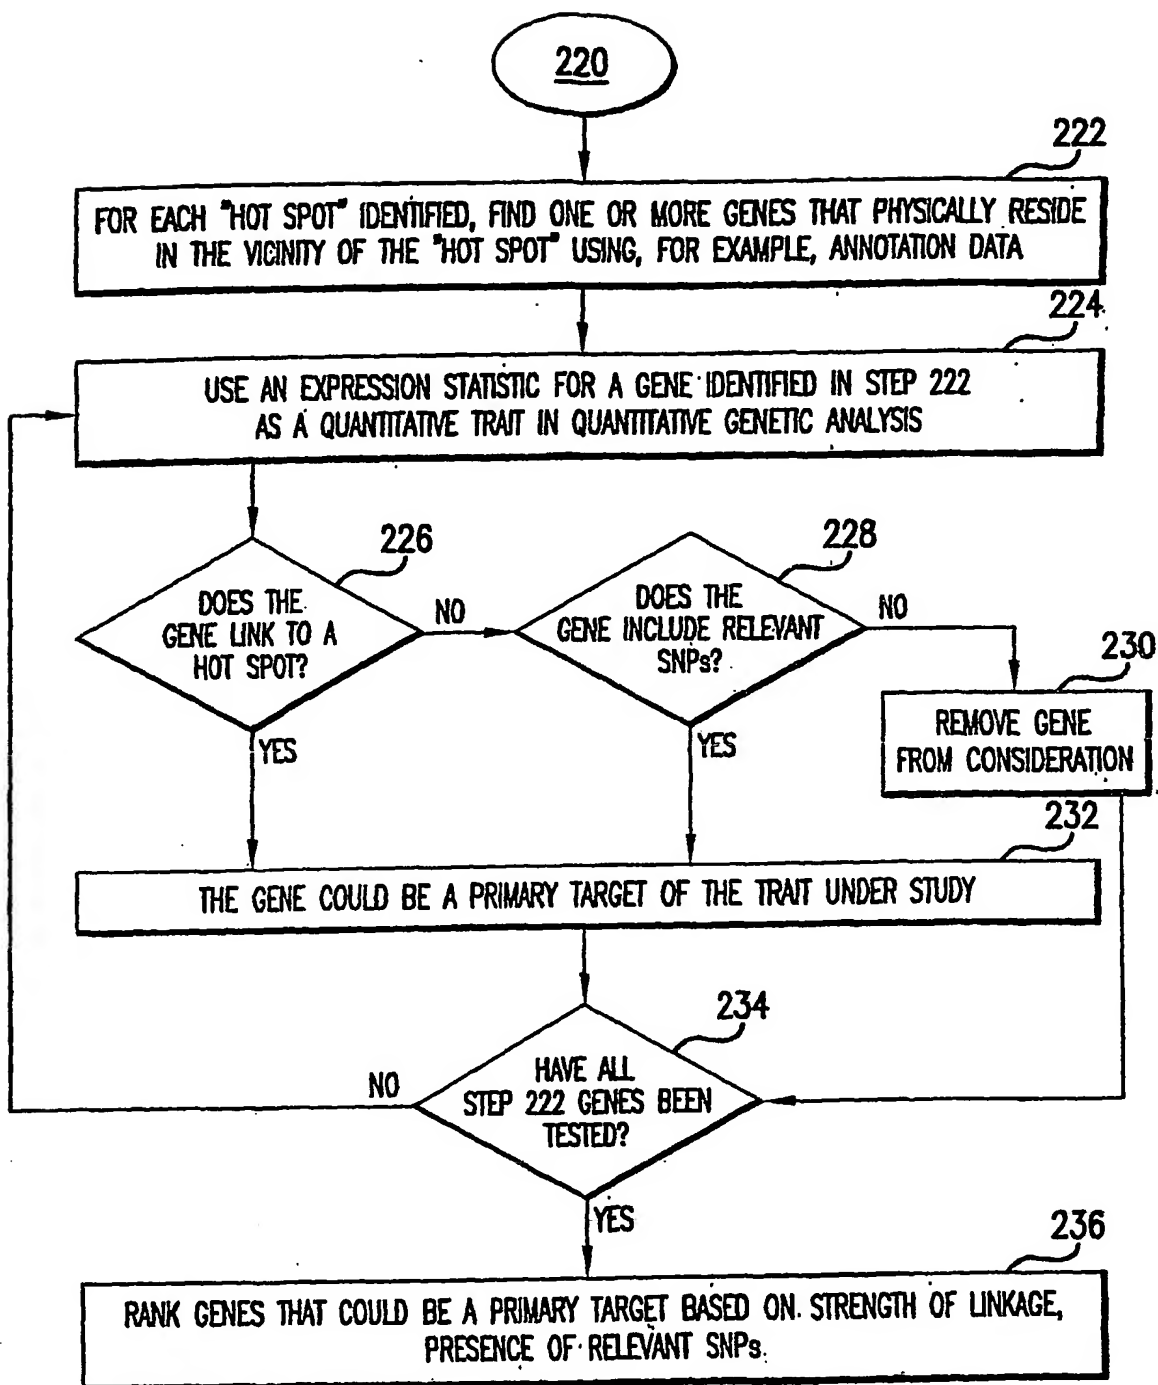 220
222
FOR EACH "HOT SPOT" IDENTIFIED, FIND ONE OR MORE GENES THAT PHYSICALLY RESIDE
IN THE VICINITY OF THE "HOT SPOT" USING, FOR EXAMPLE, ANNOTATION DATA
224
USE AN EXPRESSION STATISTIC FOR A GENE IDENTIFIED IN STEP 222
AS A QUANTITATIVE TRAIT IN QUANTITATIVE GENETIC ANALYSIS
226
DOES THE
GENE LINK TO A
HOT SPOT?
NO
YES
228
DOES THE
GENE INCLUDE RELEVANT
SNPs?
NO
YES
230
REMOVE GENE
FROM CONSIDERATION
232
THE GENE COULD BE A PRIMARY TARGET OF THE TRAIT UNDER STUDY
234
HAVE ALL
STEP 222 GENES BEEN
TESTED?
NO
YES
236
RANK GENES THAT COULD BE A PRIMARY TARGET BASED ON STRENGTH OF LINKAGE,
PRESENCE OF RELEVANT SNPs.